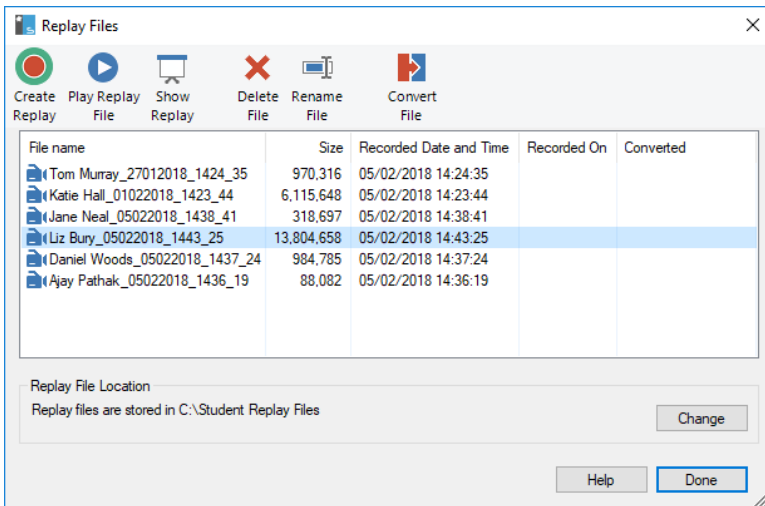 Replay Files
Create Replay
Play Replay File
Show Replay
Delete File
Rename File
Convert File
File name Size Recorded Date and Time Recorded On Converted
Tom Murray_27012018_1424_35 970,316 05/02/2018 14:24:35
Katie Hall_01022018_1423_44 6,115,648 05/02/2018 14:23:44
Jane Neal_05022018_1438_41 318,697 05/02/2018 14:38:41
Liz Bury_05022018_1443_25 13,804,658 05/02/2018 14:43:25
Daniel Woods_05022018_1437_24 984,785 05/02/2018 14:37:24
Ajay Pathak_05022018_1436_19 88,082 05/02/2018 14:36:19
Replay File Location
Replay files are stored in C:\Student Replay Files
Change
Help Done